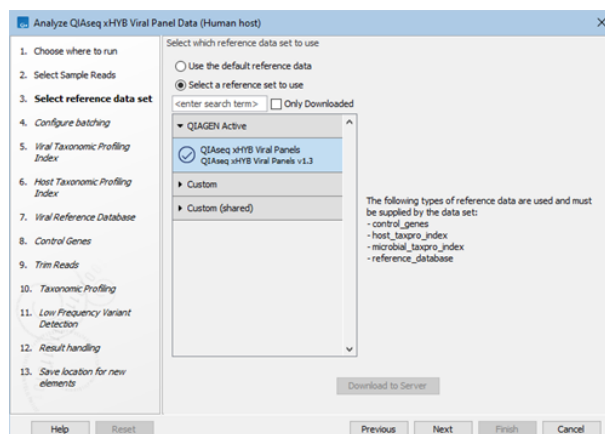 Analyze QIAseq xHYB Viral Panel Data (Human host)
1. Choose where to run
2. Select Sample Reads
3. Select reference data set
4. Configure batching
5. Viral Taxonomic Profiling
Index
6. Host Taxonomic Profiling
Index
7. Viral Reference Database
8. Control Genes
9. Trim Reads
10. Taxonomic Profiling
11. Low Frequency Variant
Detection
12. Result handling
13. Save location for new
elements
Select which reference data set to use
Use the default reference data
Select a reference set to use
<enter search term> Only Downloaded
QIAGEN Active
QIAseq xHYB Viral Panels
QIAseq xHYB Viral Panels v1.3
Custom
Custom (shared)
The following types of reference data are used and must
be supplied by the data set:
- control_genes
- host_taxpro_index
- microbial_taxpro_index
- reference_database
Download to Server
Help Reset Previous Next Finish Cancel